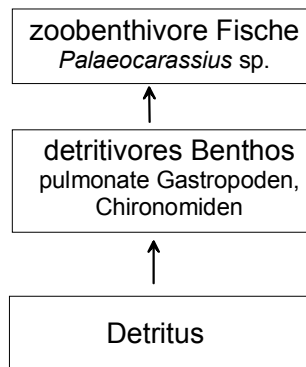 zoobenthivore Fische
Palaeocarassius sp.
detritivores Benthos
pulmonate Gastropoden,
Chironomiden
Detritus